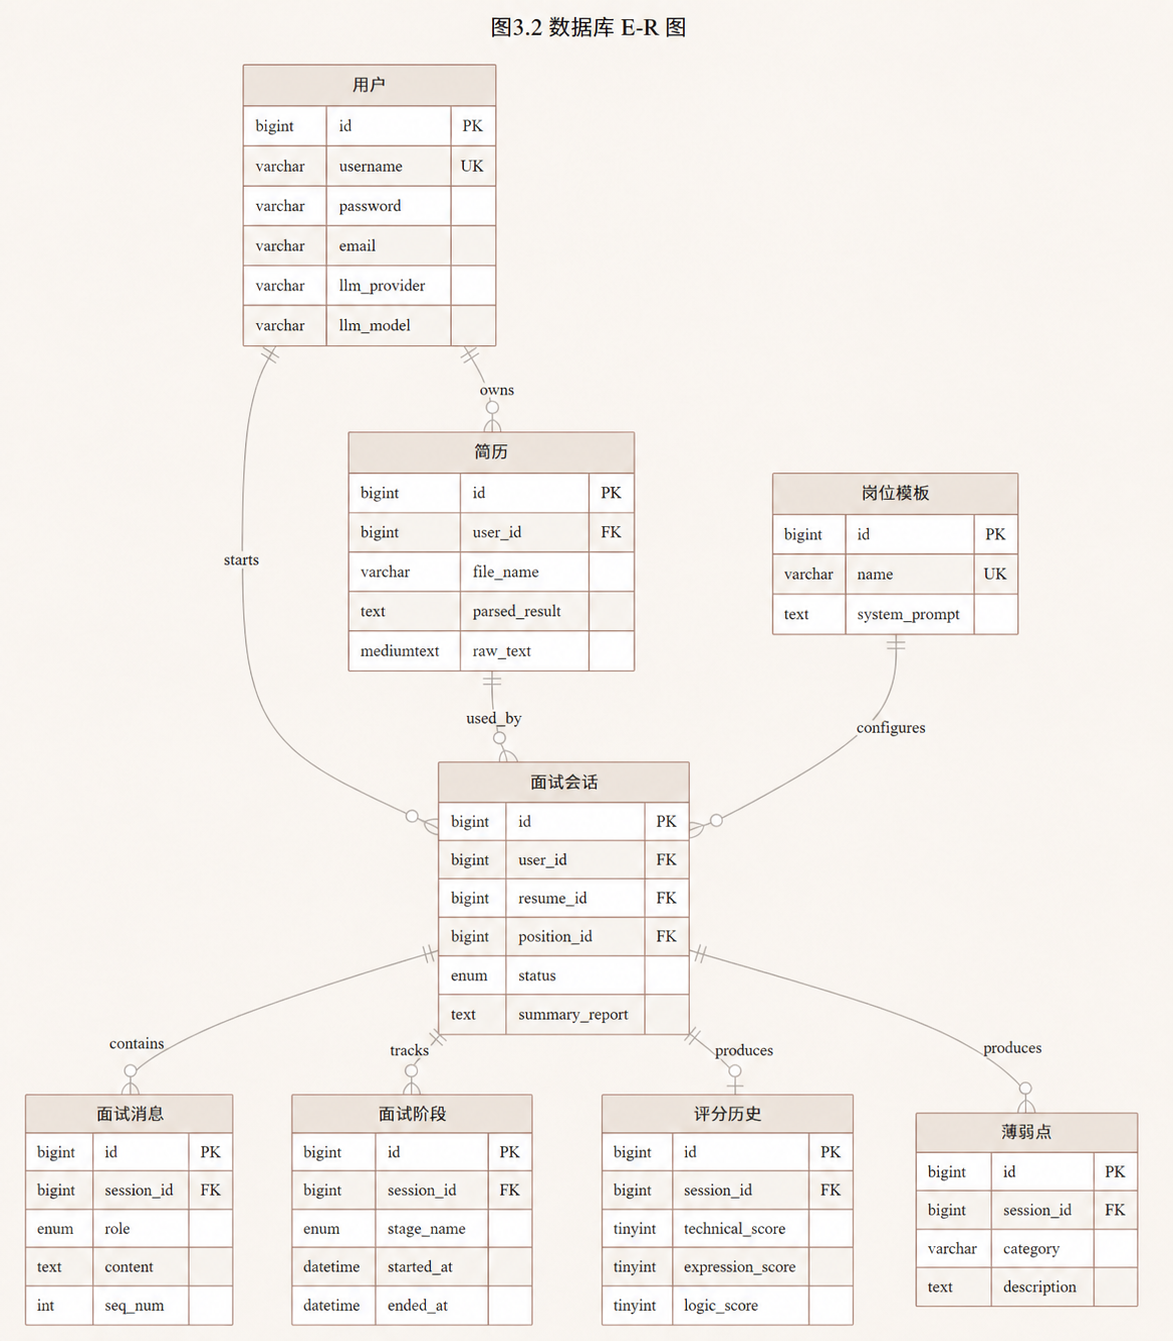 图3.2 数据库 E-R 图
用户
bigint id PK
varchar username UK
varchar password
varchar email
varchar llm_provider
varchar llm_model
owns
简历
bigint id PK
bigint user_id FK
varchar file_name
text parsed_result
mediumtext raw_text
岗位模板
bigint id PK
varchar name UK
text system_prompt
starts
used_by
configures
面试会话
bigint id PK
bigint user_id FK
bigint resume_id FK
bigint position_id FK
enum status
text summary_report
contains
tracks
produces
produces
面试消息
bigint id PK
bigint session_id FK
enum role
text content
int seq_num
面试阶段
bigint id PK
bigint session_id FK
enum stage_name
datetime started_at
datetime ended_at
评分历史
bigint id PK
bigint session_id FK
tinyint technical_score
tinyint expression_score
tinyint logic_score
薄弱点
bigint id PK
bigint session_id FK
varchar category
text description